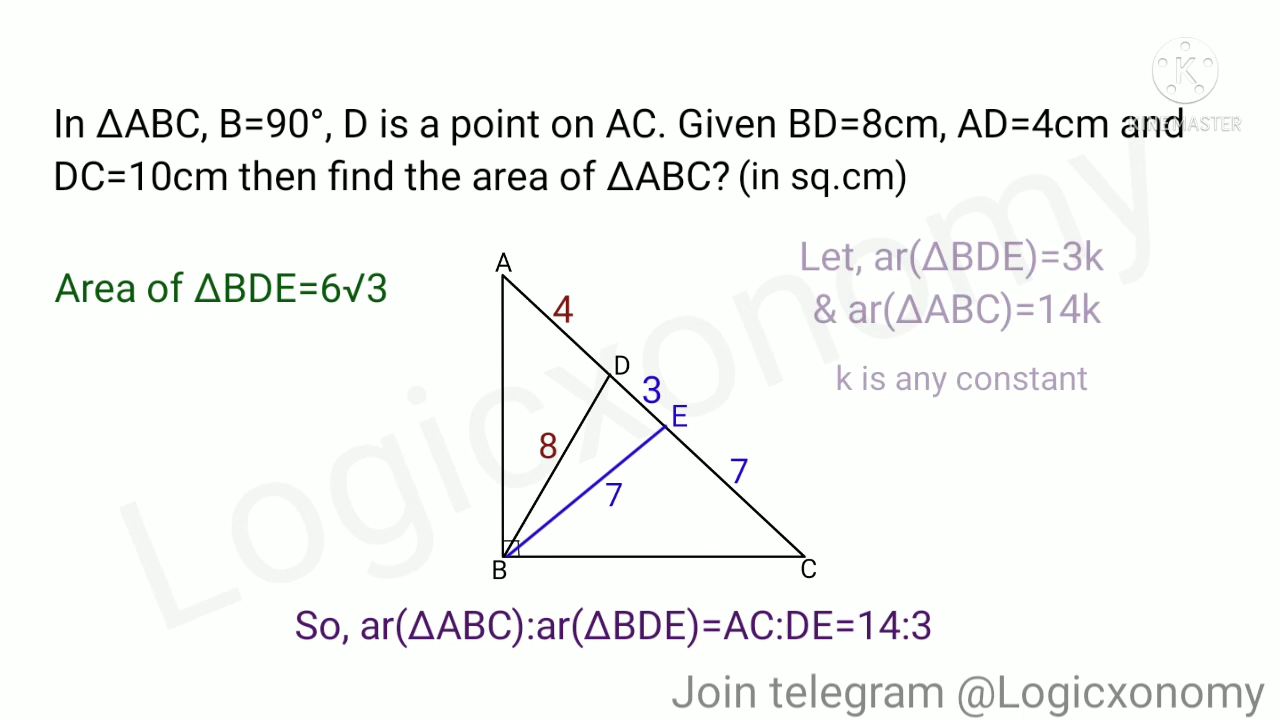 In ΔABC, B=90°, D is a point on AC. Given BD=8cm, AD=4cm and
DC=10cm then find the area of ΔABC? (in sq.cm)
K
KINEMASTER
Area of ΔBDE=6√3
Let, ar(ΔBDE)=3k
& ar(ΔABC)=14k
k is any constant
A
4
D
3
E
8
7
7
B
C
Logicxonomy
So, ar(ΔABC):ar(ΔBDE)=AC:DE=14:3
Join telegram @Logicxonomy